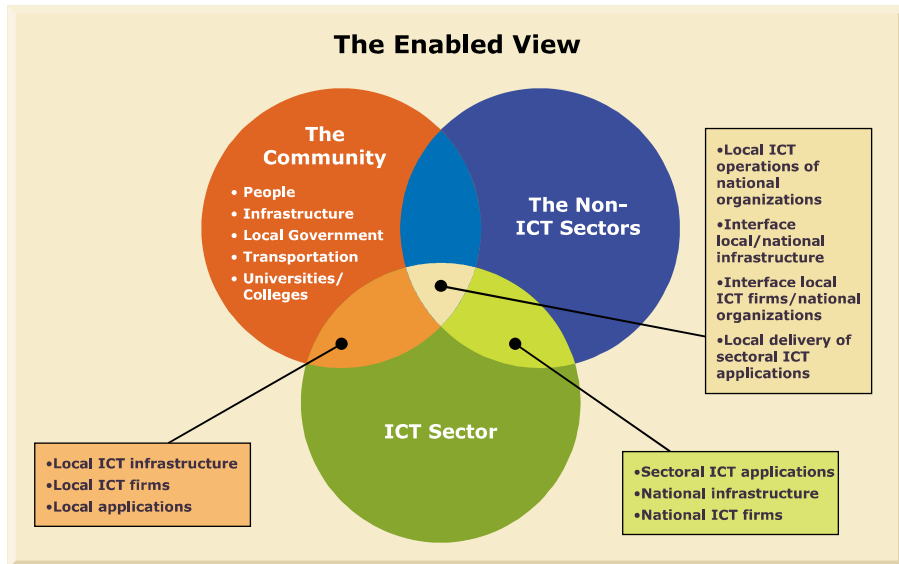 The Enabled View
The
Community
• People
• Infrastructure
• Local Government
• Transportation
• Universities/
Colleges
The Non-
ICT Sectors
ICT Sector
•Local ICT
operations of
national
organizations
•Interface
local/national
infrastructure
•Interface local
ICT firms/national
organizations
•Local delivery of
sectoral ICT
applications
•Local ICT infrastructure
•Local ICT firms
•Local applications
•Sectoral ICT applications
•National infrastructure
•National ICT firms